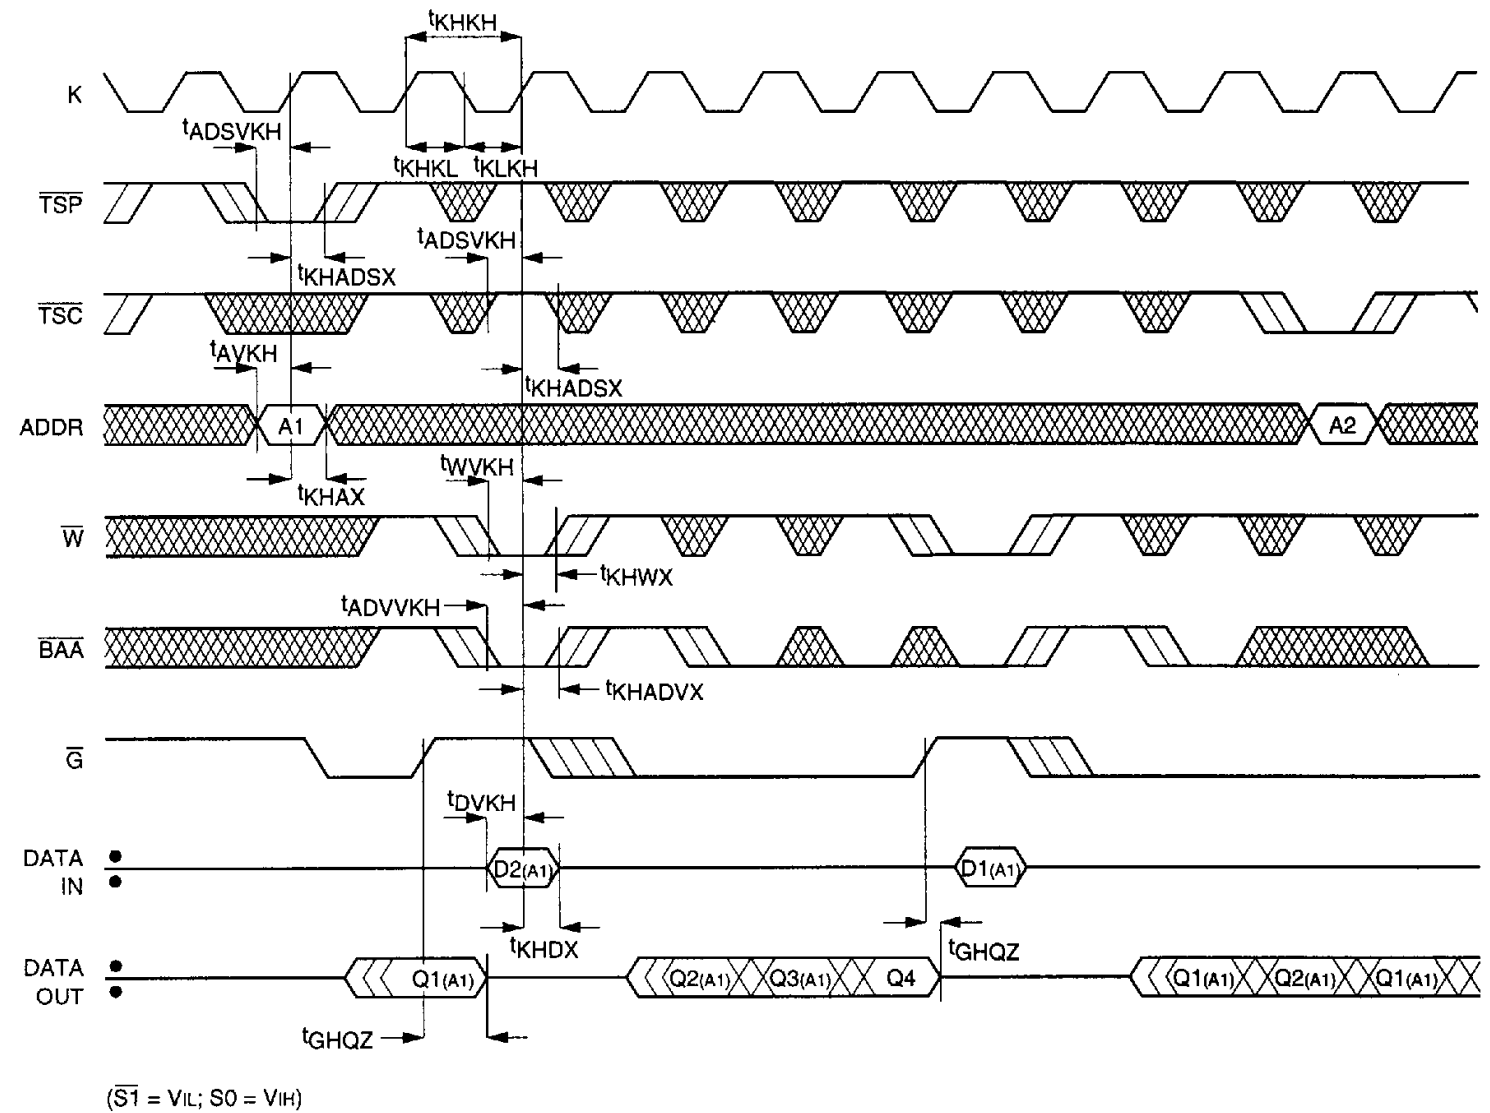 tKHKH
K
tADSVKH
tKHKL tKLKH
TSP
tADSVKH
tKHADSX
TSC
tAVKH
tKHADSX
ADDR A1 A2
tWVKH
tKHAX
W
tKHWX
tADVVKH
BAA
tKHADVX
G
tDVKH
DATA IN D2(A1) D1(A1)
tKHDX
tGHQZ
DATA OUT Q1(A1) Q2(A1) Q3(A1) Q4 Q1(A1) Q2(A1) Q1(A1)
tGHQZ
(S1 = VIL; S0 = VIH)